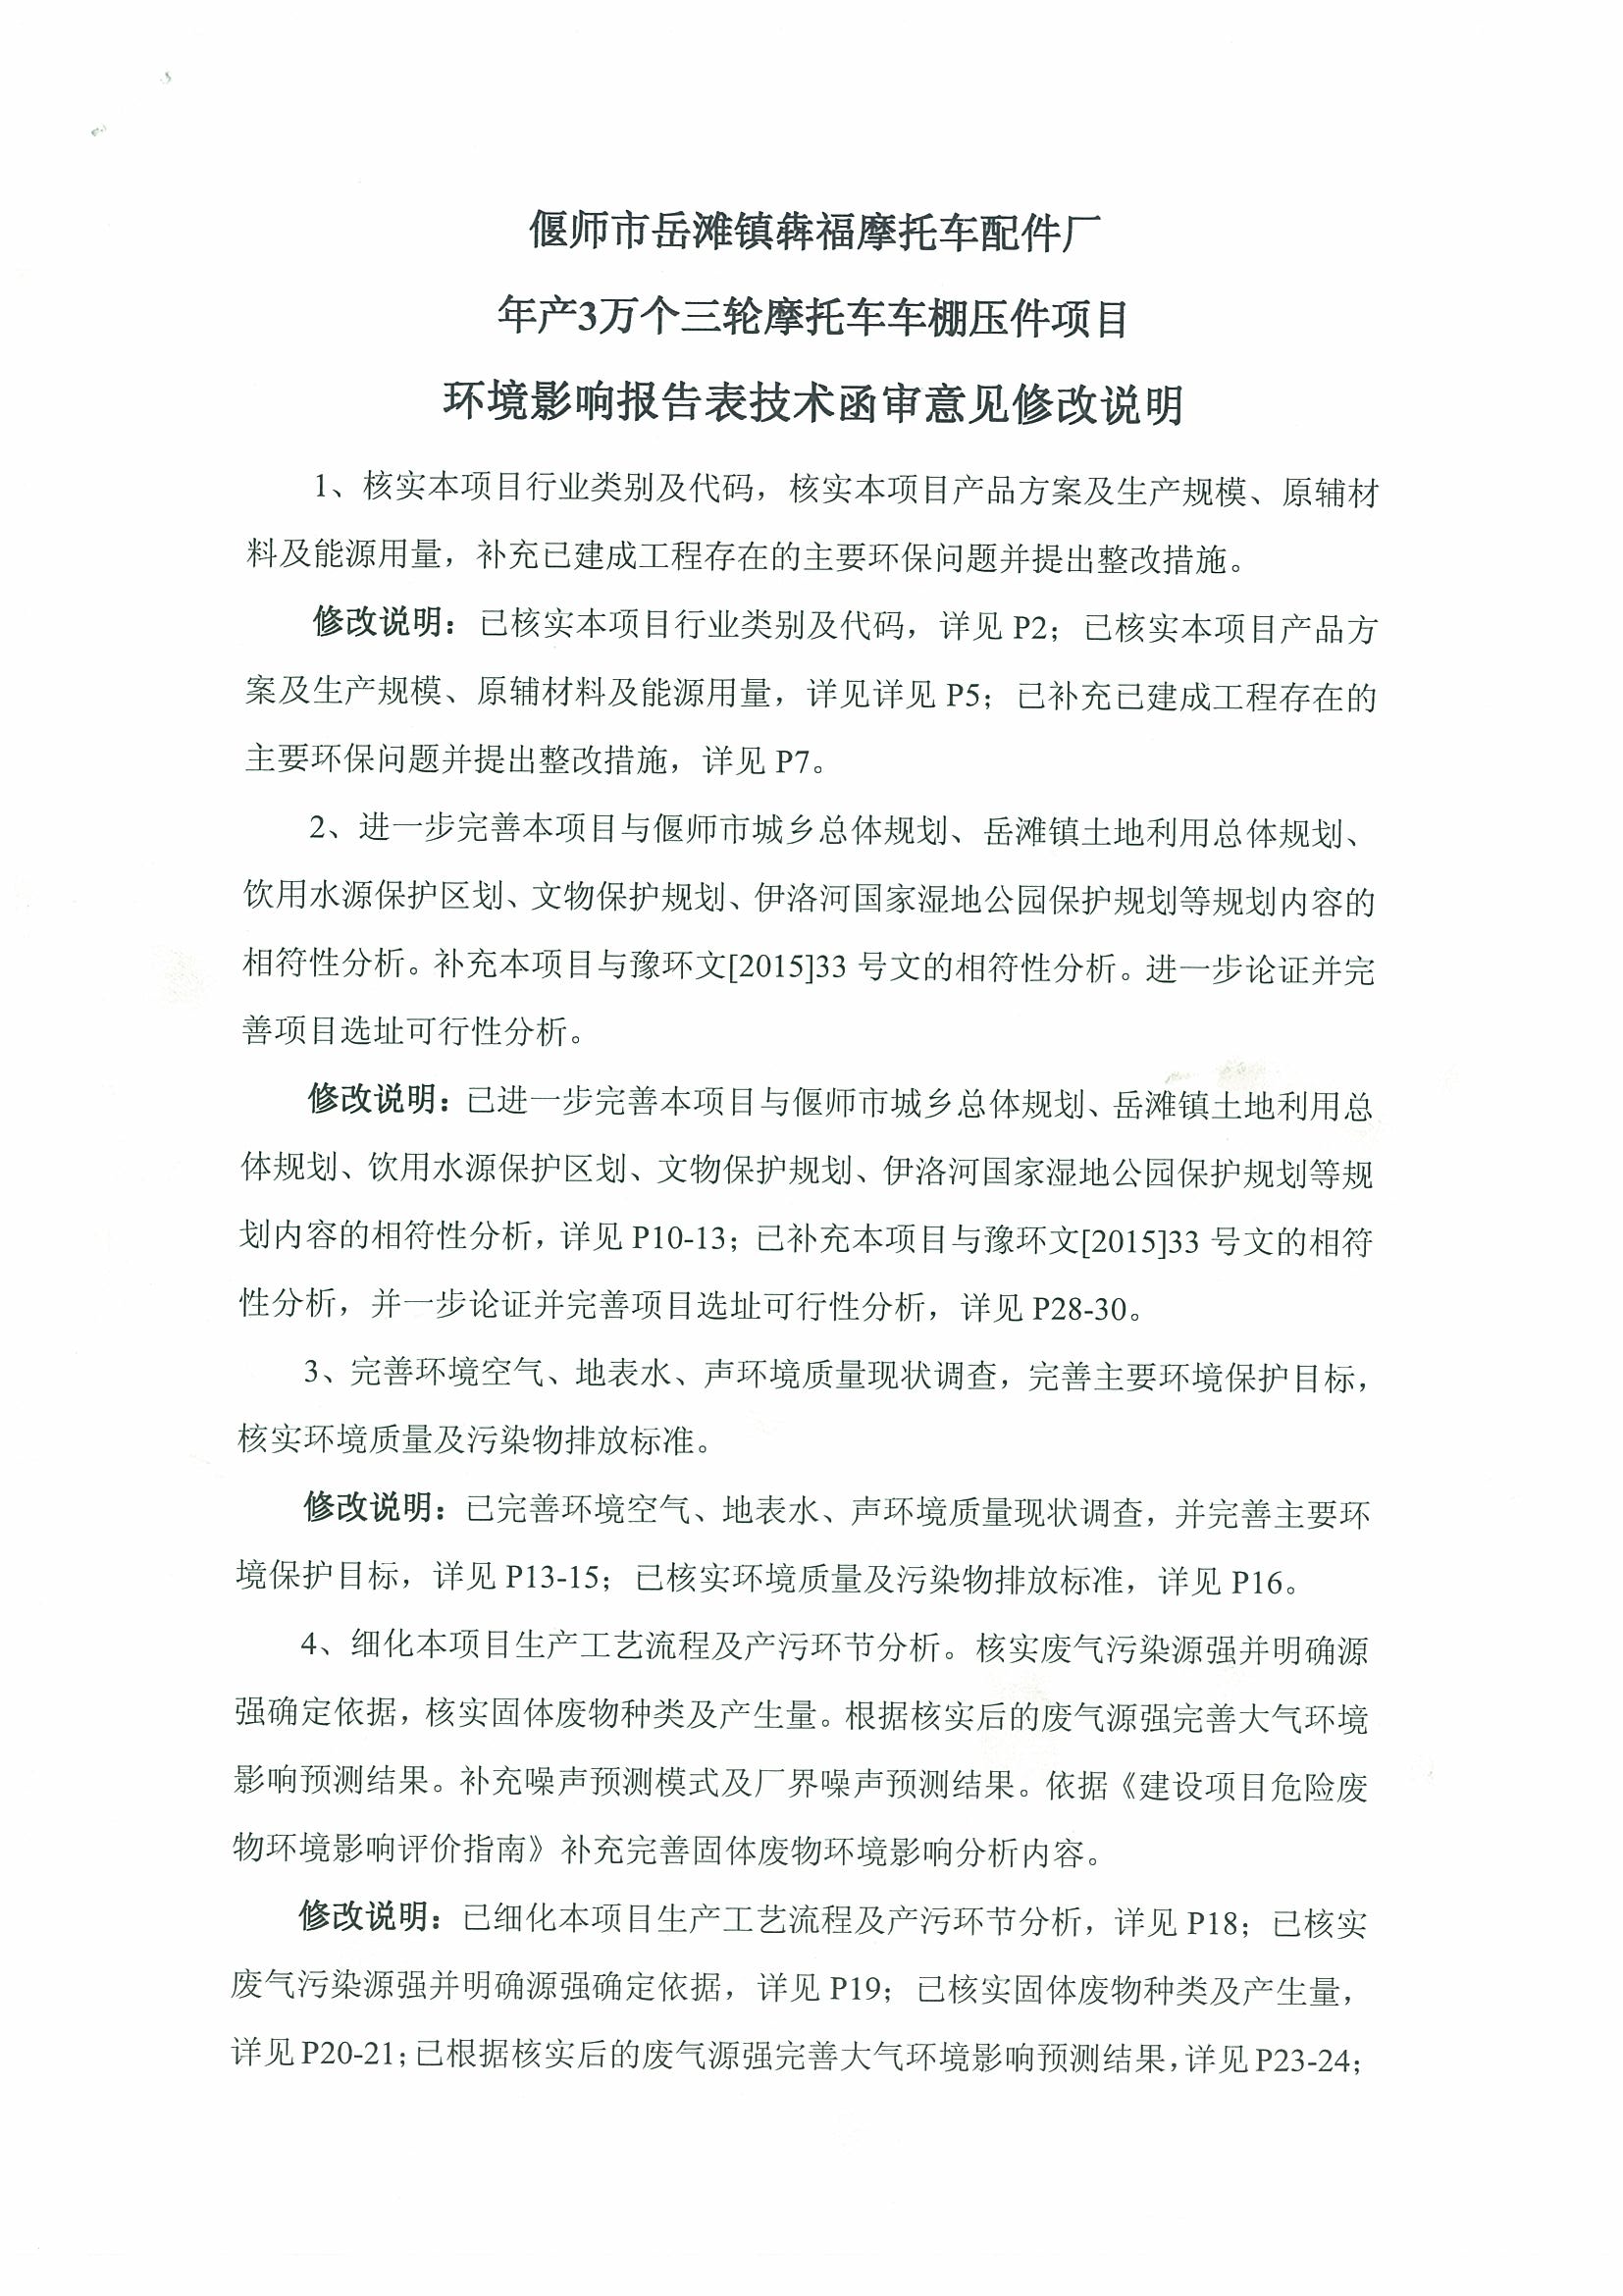 偃师市岳滩镇犇福摩托车配件厂
年产3万个三轮摩托车车棚压件项目
环境影响报告表技术函审意见修改说明
1、核实本项目行业类别及代码，核实本项目产品方案及生产规模、原辅材
料及能源用量，补充已建成工程存在的主要环保问题并提出整改措施。
修改说明：已核实本项目行业类别及代码，详见 P2；已核实本项目产品方
案及生产规模、原辅材料及能源用量，详见详见 P5；已补充已建成工程存在的
主要环保问题并提出整改措施，详见 P7。
2、进一步完善本项目与偃师市城乡总体规划、岳滩镇土地利用总体规划、
饮用水源保护区划、文物保护规划、伊洛河国家湿地公园保护规划等规划内容的
相符性分析。补充本项目与豫环文[2015]33 号文的相符性分析。进一步论证并完
善项目选址可行性分析。
修改说明：已进一步完善本项目与偃师市城乡总体规划、岳滩镇土地利用总
体规划、饮用水源保护区划、文物保护规划、伊洛河国家湿地公园保护规划等规
划内容的相符性分析，详见 P10-13；已补充本项目与豫环文[2015]33 号文的相符
性分析，并一步论证并完善项目选址可行性分析，详见 P28-30。
3、完善环境空气、地表水、声环境质量现状调查，完善主要环境保护目标，
核实环境质量及污染物排放标准。
修改说明：已完善环境空气、地表水、声环境质量现状调查，并完善主要环
境保护目标，详见 P13-15；已核实环境质量及污染物排放标准，详见 P16。
4、细化本项目生产工艺流程及产污环节分析。核实废气污染源强并明确源
强确定依据，核实固体废物种类及产生量。根据核实后的废气源强完善大气环境
影响预测结果。补充噪声预测模式及厂界噪声预测结果。依据《建设项目危险废
物环境影响评价指南》补充完善固体废物环境影响分析内容。
修改说明：已细化本项目生产工艺流程及产污环节分析，详见 P18；已核实
废气污染源强并明确源强确定依据，详见 P19；已核实固体废物种类及产生量，
详见 P20-21；已根据核实后的废气源强完善大气环境影响预测结果，详见 P23-24；